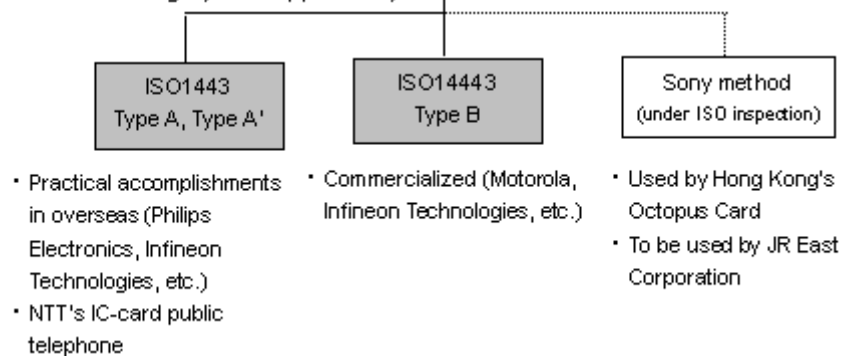 ISO1443
Type A, Type A'
ISO14443
Type B
Sony method
(under ISO inspection)
· Practical accomplishments
in overseas (Philips
Electronics, Infineon
Technologies, etc.)
· NTT's IC-card public
telephone
· Commercialized (Motorola,
Infineon Technologies, etc.)
· Used by Hong Kong's
Octopus Card
· To be used by JR East
Corporation